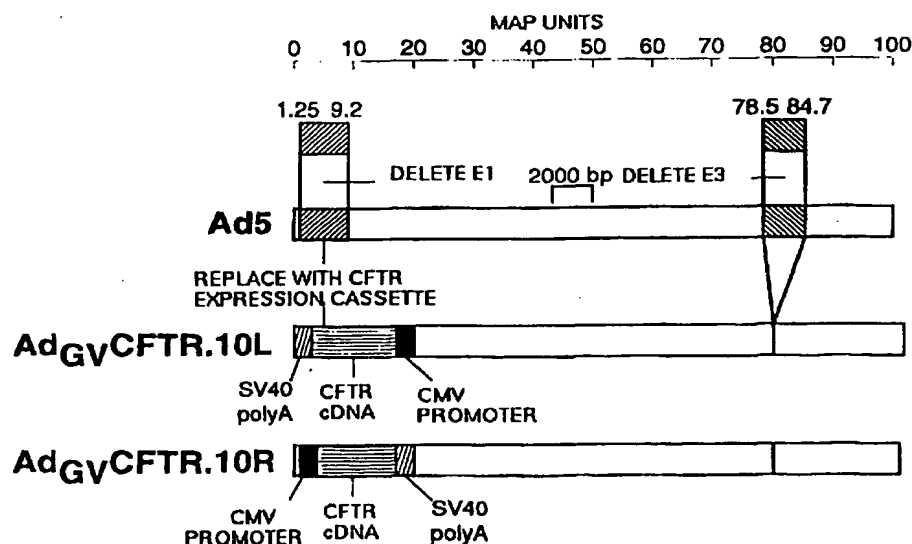 MAP UNITS
0 10 20 30 40 50 60 70 80 90 100
1.25 9.2
78.5 84.7
DELETE E1
2000 bp
DELETE E3
Ad5
REPLACE WITH CFTR
EXPRESSION CASSETTE
AdGVCFTR.10L
SV40
polyA
CFTR
cDNA
CMV
PROMOTER
AdGVCFTR.10R
CMV
PROMOTER
CFTR
cDNA
SV40
polyA